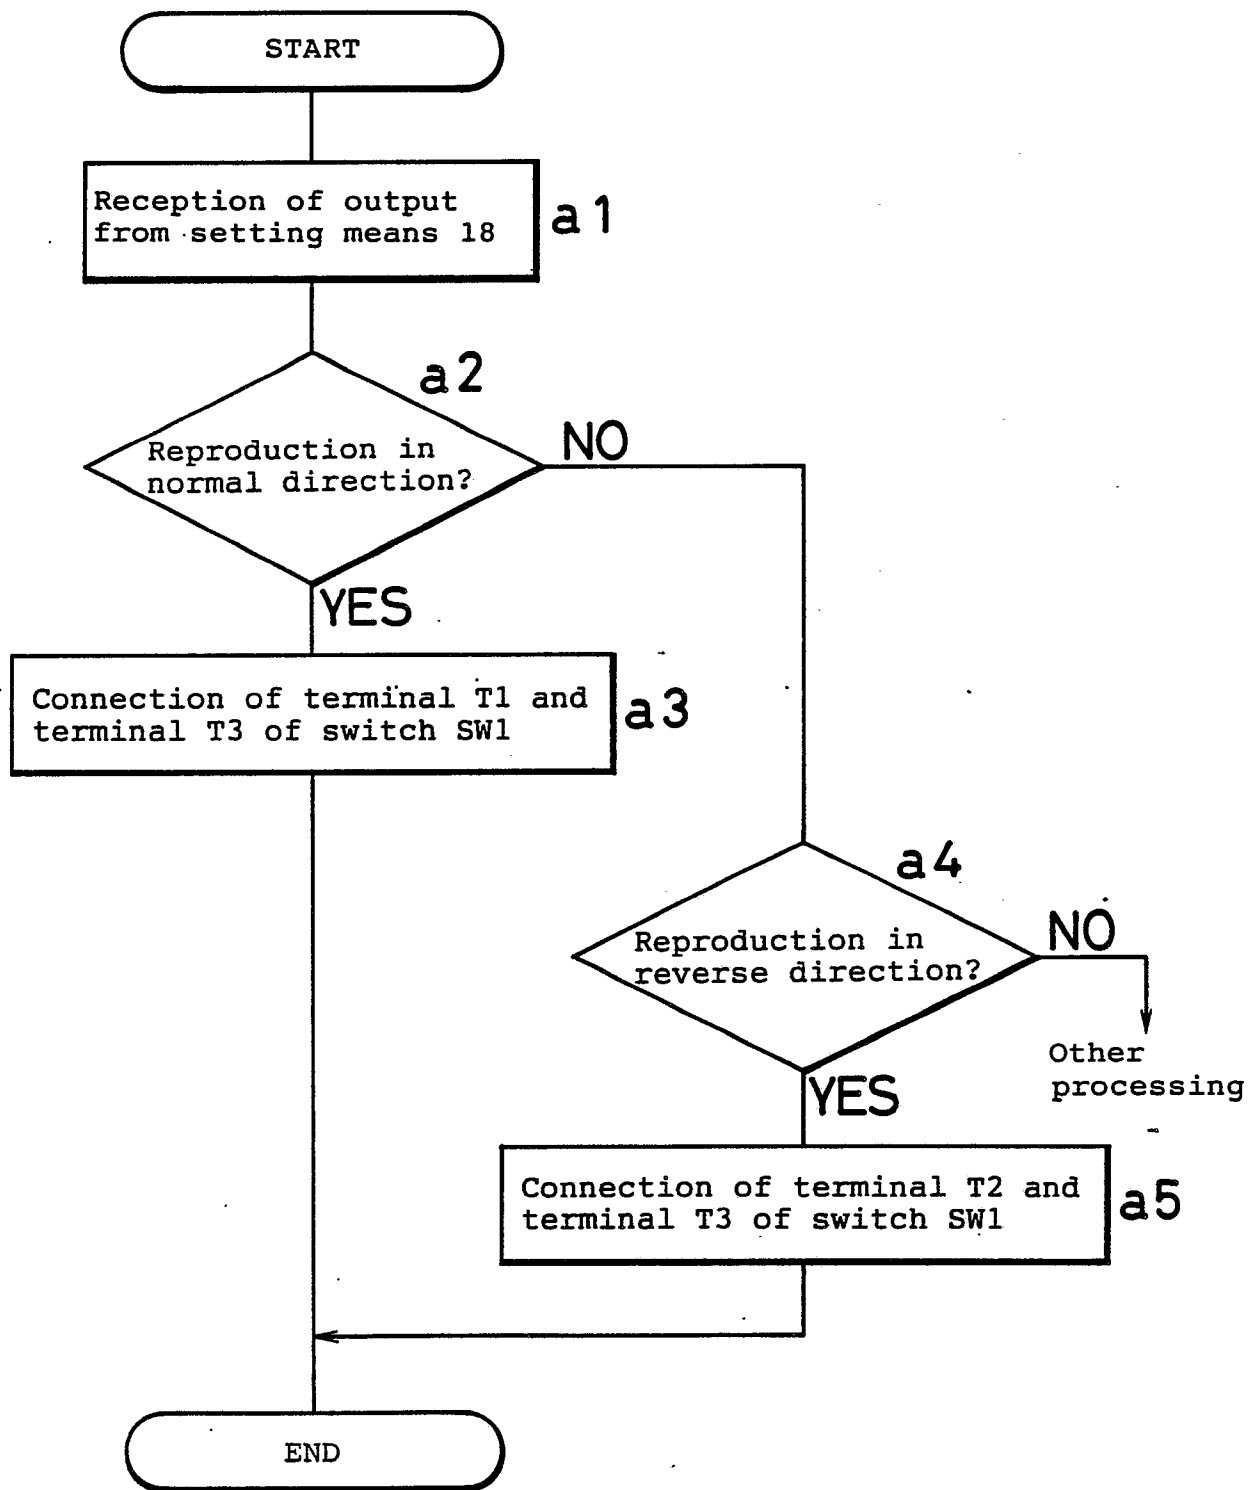 START
Reception of output
from setting means 18
a1
a2
Reproduction in
normal direction?
NO
YES
Connection of terminal T1 and
terminal T3 of switch SW1
a3
a4
Reproduction in
reverse direction?
NO
Other
processing
YES
Connection of terminal T2 and
terminal T3 of switch SW1
a5
END